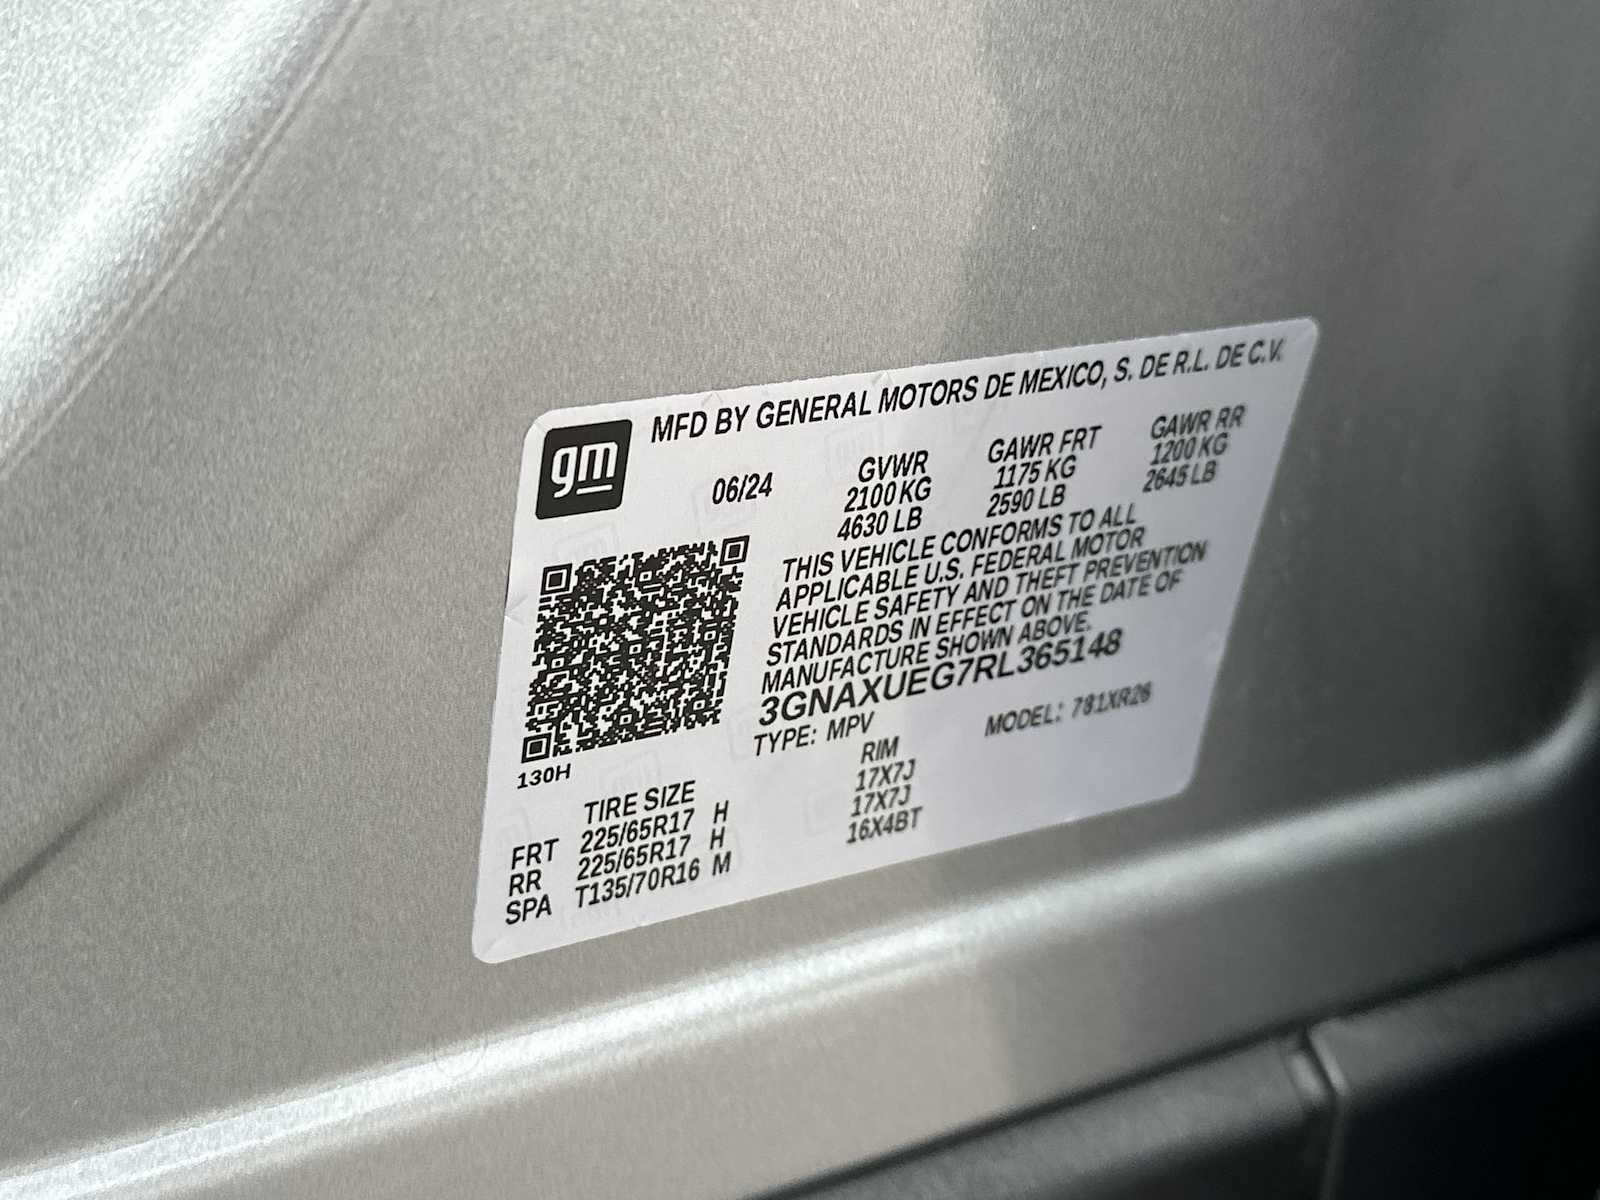 gm
MFD BY GENERAL MOTORS DE MEXICO, S. DE R.L. DE C.V.
06/24 GVWR GAWR FRT GAWR RR
2100KG 1175 KG 1200 KG
4630 LB 2590 LB 2645 LB
THIS VEHICLE CONFORMS TO ALL
APPLICABLE U.S. FEDERAL MOTOR
VEHICLE SAFETY AND THEFT PREVENTION
STANDARDS IN EFFECT ON THE DATE OF
MANUFACTURE SHOWN ABOVE.
3GNAXUEG7RL365148
TYPE: MPV MODEL: 781XR26
130H
TIRE SIZE RIM
FRT 225/65R17 H 17X7J
RR 225/65R17 H 17X7J
SPA T135/70R16 M 16X4BT